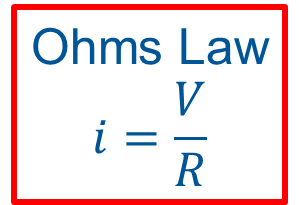 Ohms Law
i = V/R